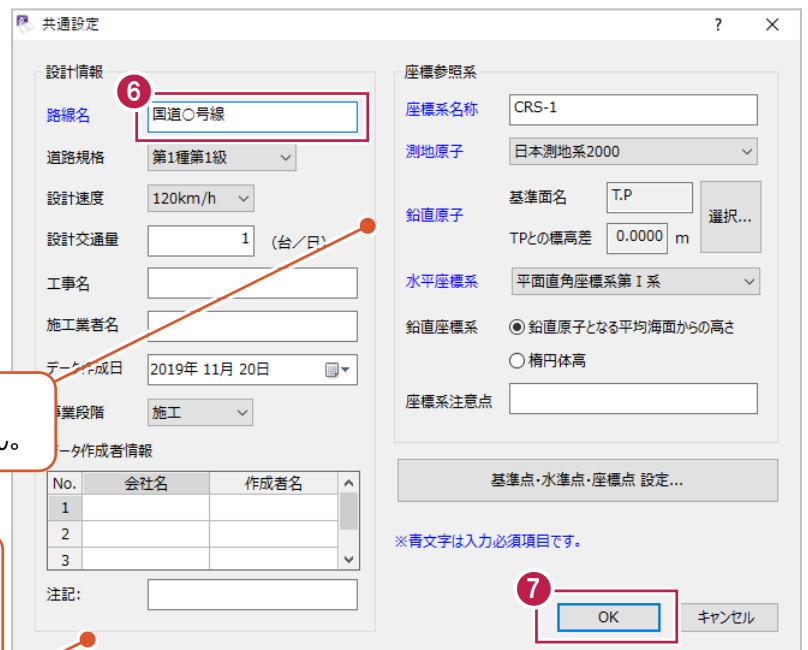 共通設定
?
×
設計情報
6
路線名 国道○号線
道路規格 第1種第1級
設計速度 120km/h
設計交通量 1 (台/日)
工事名
施工業者名
データ作成日 2019年 11月 20日
事業段階 施工
ん。
データ作成者情報
No. 会社名 作成者名
1
2
3
注記:
座標参照系
座標系名称 CRS-1
測地原子 日本測地系2000
鉛直原子 基準面名 T.P 選択...
TPとの標高差 0.0000 m
水平座標系 平面直角座標系第Ⅰ系
鉛直座標系 鉛直原子となる平均海面からの高さ
楕円体高
座標系注意点
基準点・水準点・座標点 設定...
※青文字は入力必須項目です。
7
OK キャンセル